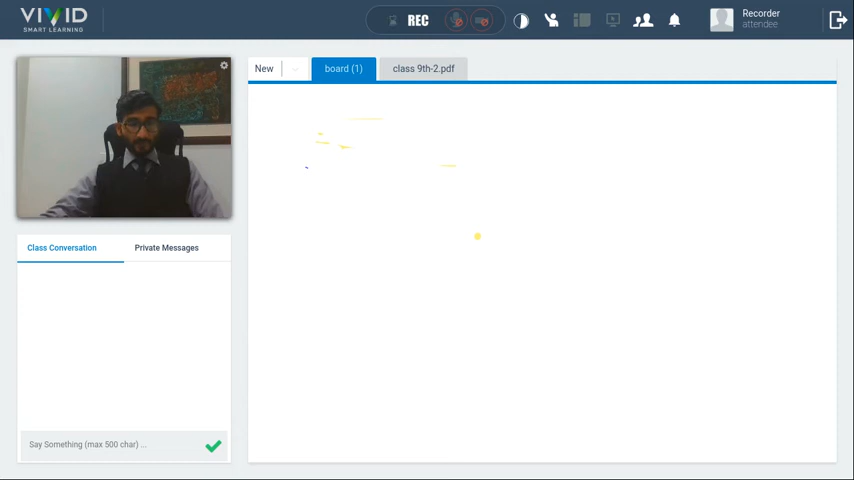 VIVID
SMART LEARNING
REC
Recorder
attendee
New
board (1)
class 9th-2.pdf
Class Conversation
Private Messages
Say Something (max 500 char) ...